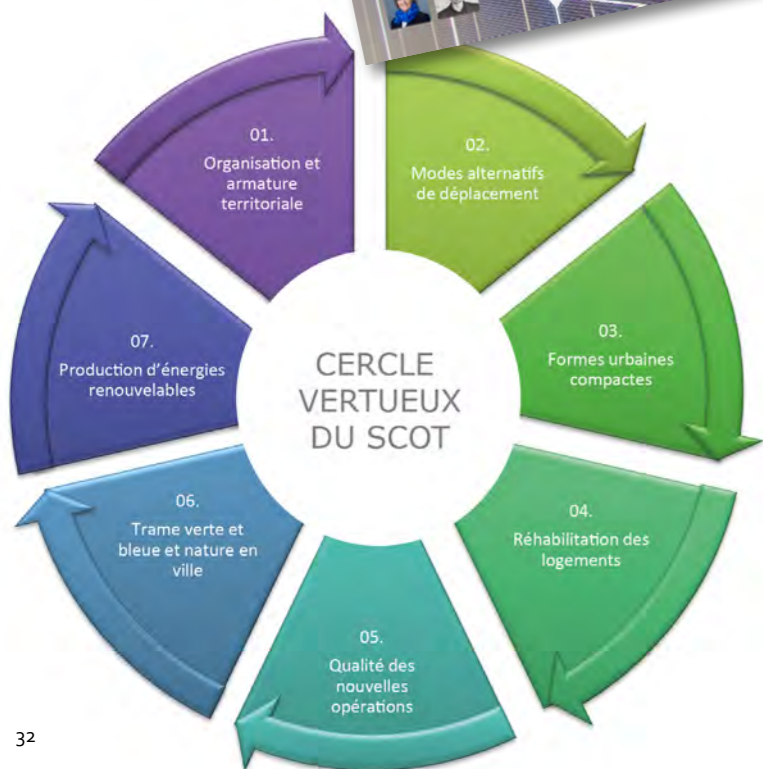 01.
Organisation et
armature
territoriale
02.
Modes alternatifs
de déplacement
03.
Formes urbaines
compactes
04.
Réhabilitation des
logements
05.
Qualité des
nouvelles
opérations
06.
Trame verte et
bleue et nature en
ville
07.
Production d'énergies
renouvelables
CERCLE
VERTUEUX
DU SCOT
32